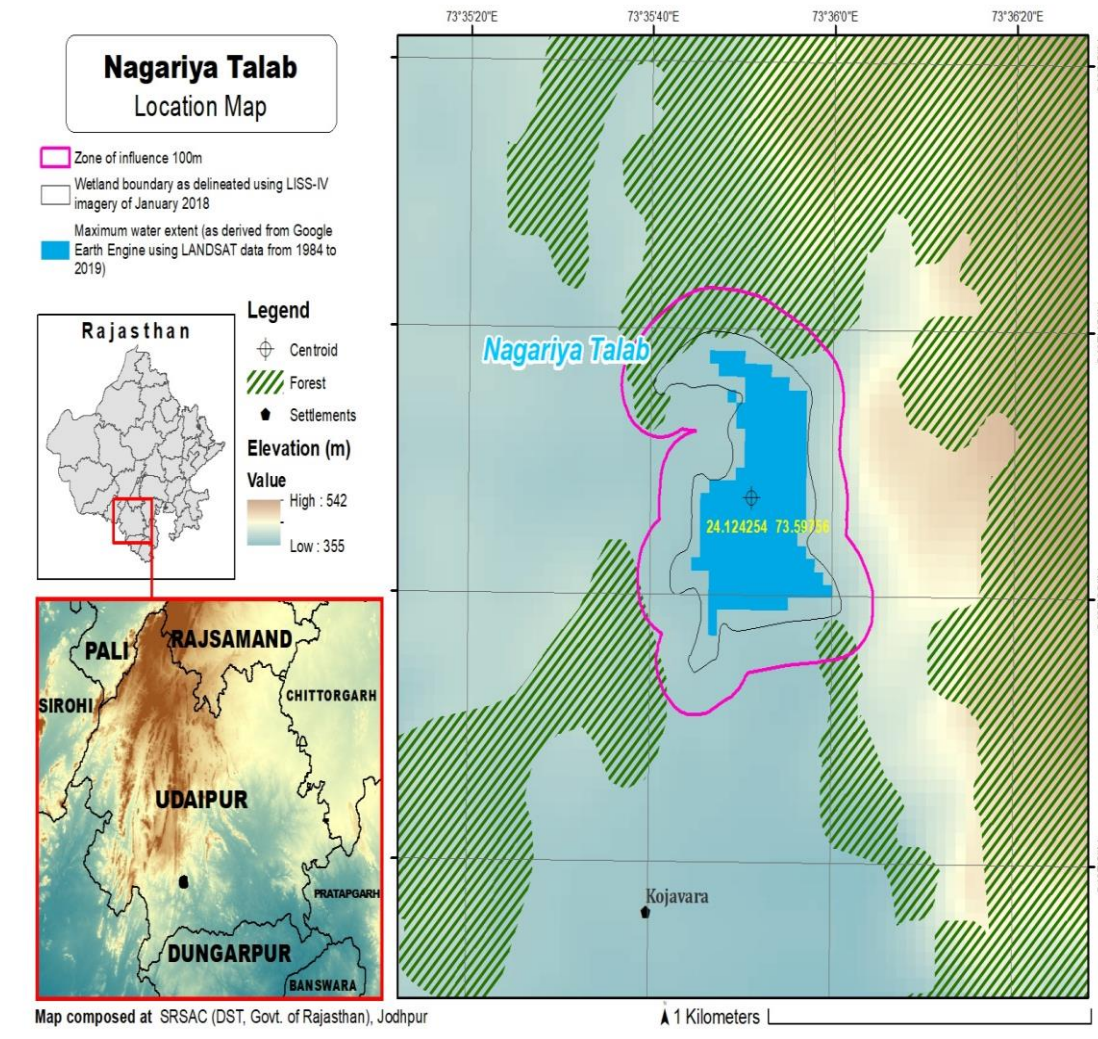 Nagariya Talab
Location Map
Zone of influence 100m
Wetland boundary as delineated using LISS-IV
imagery of January 2018
Maximum water extent (as derived from Google
Earth Engine using LANDSAT data from 1984 to
2019)
Rajasthan
Legend
Centroid
Forest
Settlements
Elevation (m)
Value
High : 542
Low : 355
PALI
RAJSAMAND
SIROHI
CHITTORGARH
UDAIPUR
PRATAPGARH
DUNGARPUR
BANSWARA
Map composed at SRSAC (DST, Govt. of Rajasthan), Jodhpur
73°35'20"E
73°35'40"E
73°36'0"E
73°36'20"E
Nagariya Talab
24.124254 73.59756
Kojavara
1 Kilometers